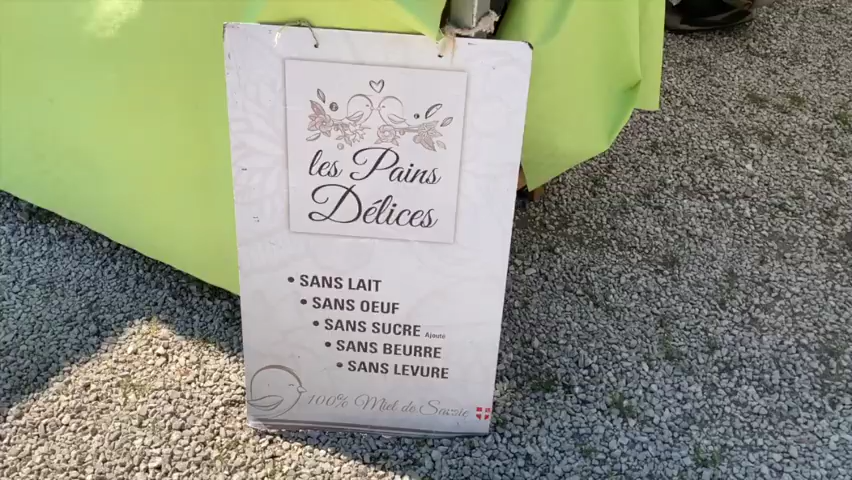 les Pains
Délices
• SANS LAIT
• SANS OEUF
• SANS SUCRE Ajouté
• SANS BEURRE
• SANS LEVURE
100% Miel de Savoie